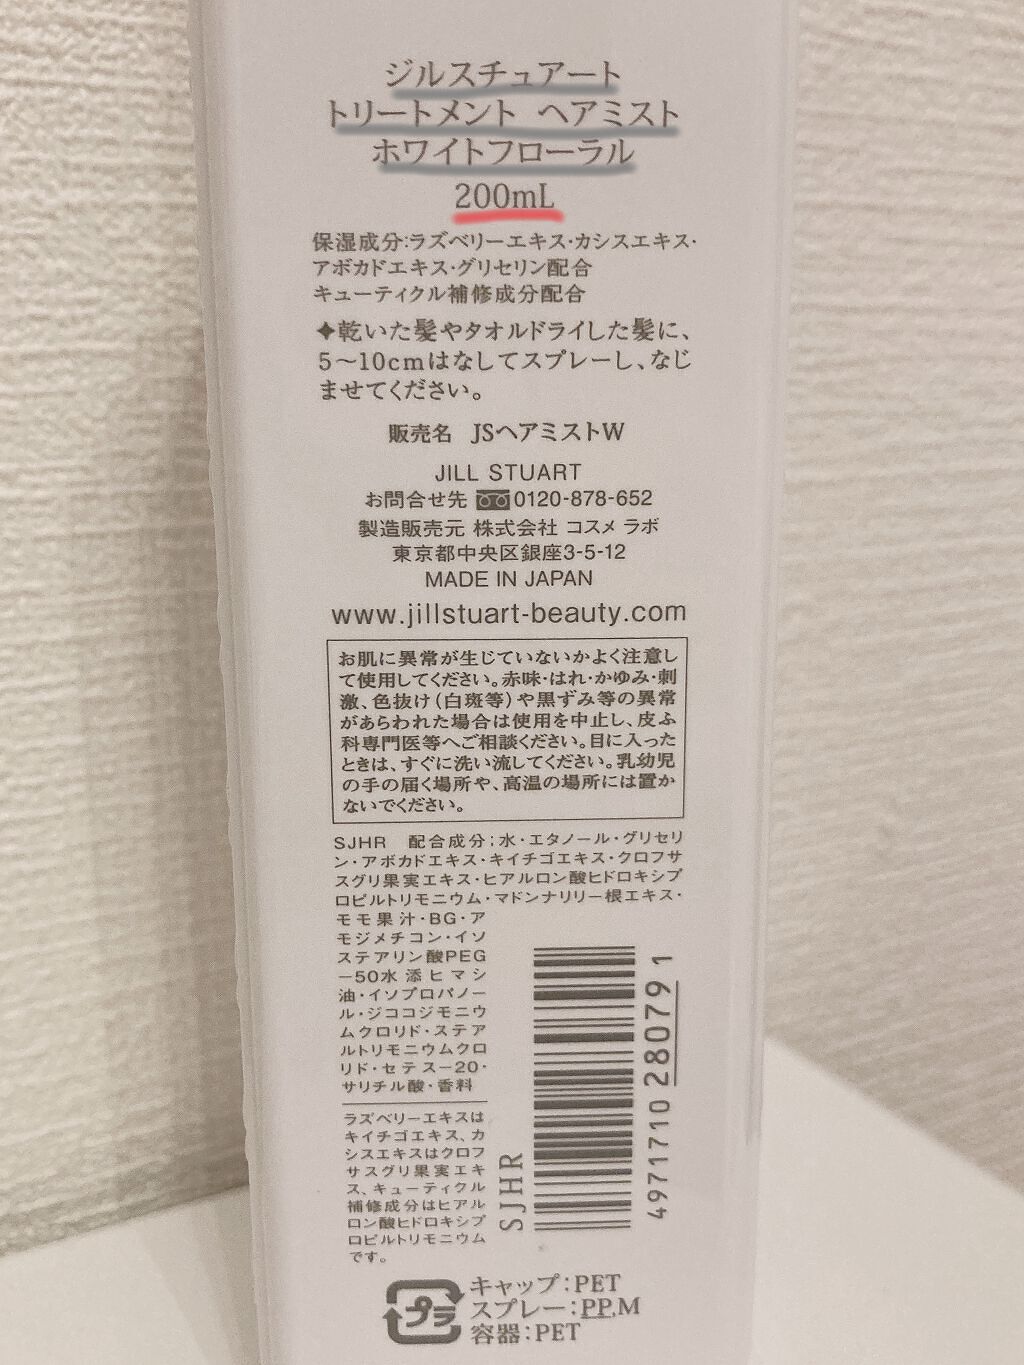 ジルスチュアート
トリートメント ヘアミスト
ホワイトフローラル
200mL
保湿成分:ラズベリーエキス・カシスエキス・
アボカドエキス・グリセリン配合
キューティクル補修成分配合
✦乾いた髪やタオルドライした髪に、
5〜10cmはなしてスプレーし、なじ
ませてください。
販売名 JSヘアミストW
JILL STUART
お問合せ先 0120-878-652
製造販売元 株式会社 コスメ ラボ
東京都中央区銀座3-5-12
MADE IN JAPAN
www.jillstuart-beauty.com
お肌に異常が生じていないかよく注意し
て使用してください。赤味・はれ・かゆみ・刺
激、色抜け(白斑等)や黒ずみ等の異常
があらわれた場合は使用を中止し、皮ふ
科専門医等へご相談ください。目に入った
ときは、すぐに洗い流してください。乳幼児
の手の届く場所や、高温の場所には置か
ないでください。
SJHR 配合成分;水・エタノール・グリセリ
ン・アボカドエキス・キイチゴエキス・クロフサ
スグリ果実エキス・ヒアルロン酸ヒドロキシプ
ロピルトリモニウム・マドンナリリー根エキス・
モモ果汁・BG・ア
モジメチコン・イソ
ステアリン酸PEG
-50水添ヒマシ
油・イソプロパノー
ル・ジココジモニウ
ムクロリド・ステア
ルトリモニウムクロ
リド・セテス-20・
サリチル酸・香料
ラズベリーエキスは
キイチゴエキス、カ
シスエキスはクロフ
サスグリ果実エキ
ス、キューティクル
補修成分はヒアル
ロン酸ヒドロキシプ
ロピルトリモニウム
です。
SJHR
4971710 28079 1
プラ
キャップ:PET
スプレー:PP,M
容器:PET